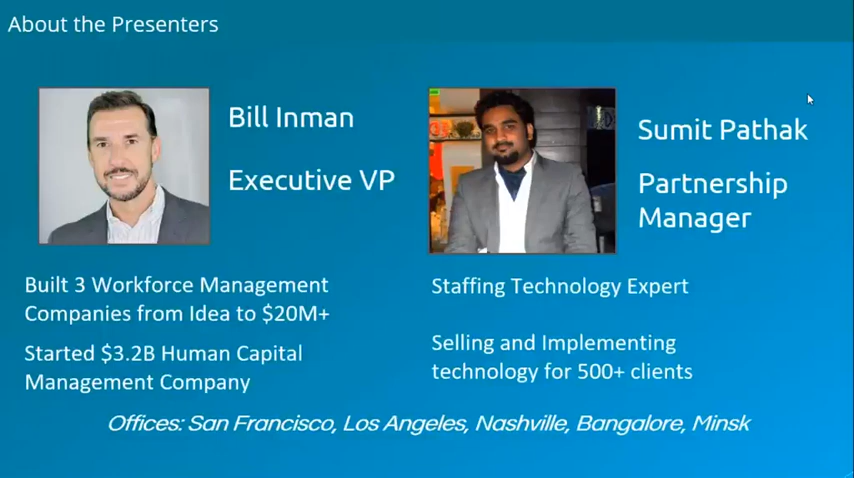 About the Presenters
Bill Inman
Executive VP
Built 3 Workforce Management
Companies from Idea to $20M+
Started $3.2B Human Capital
Management Company
Sumit Pathak
Partnership
Manager
Staffing Technology Expert
Selling and Implementing
technology for 500+ clients
Offices: San Francisco, Los Angeles, Nashville, Bangalore, Minsk